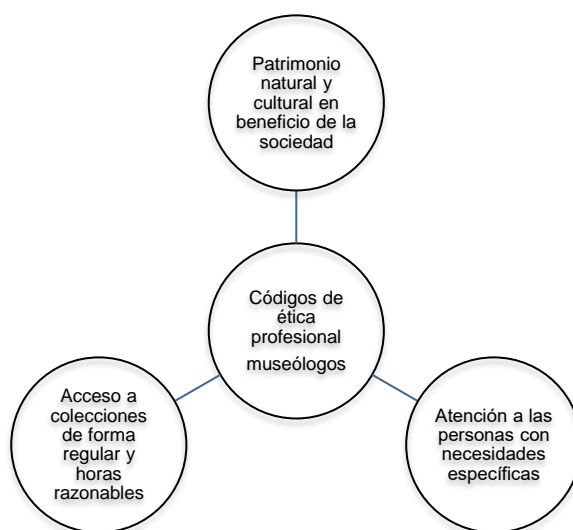 Patrimonio
natural y
cultural en
beneficio de la
sociedad
Códigos de
ética
profesional
museólogos
Acceso a
colecciones
de forma
regular y
horas
razonables
Atención a las
personas con
necesidades
específicas